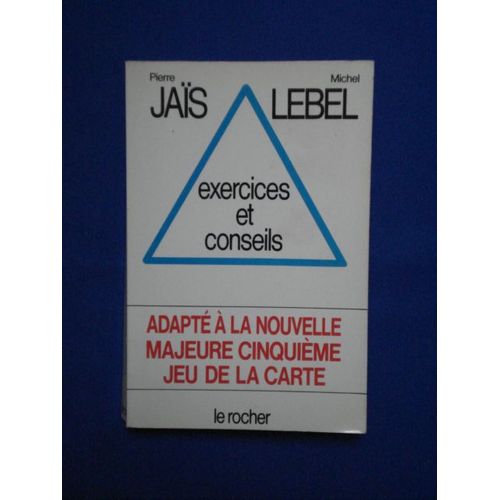 Pierre Michel
JAÏS LEBEL
exercices
et
conseils
ADAPTÉ À LA NOUVELLE
MAJEURE CINQUIÈME
JEU DE LA CARTE
le rocher